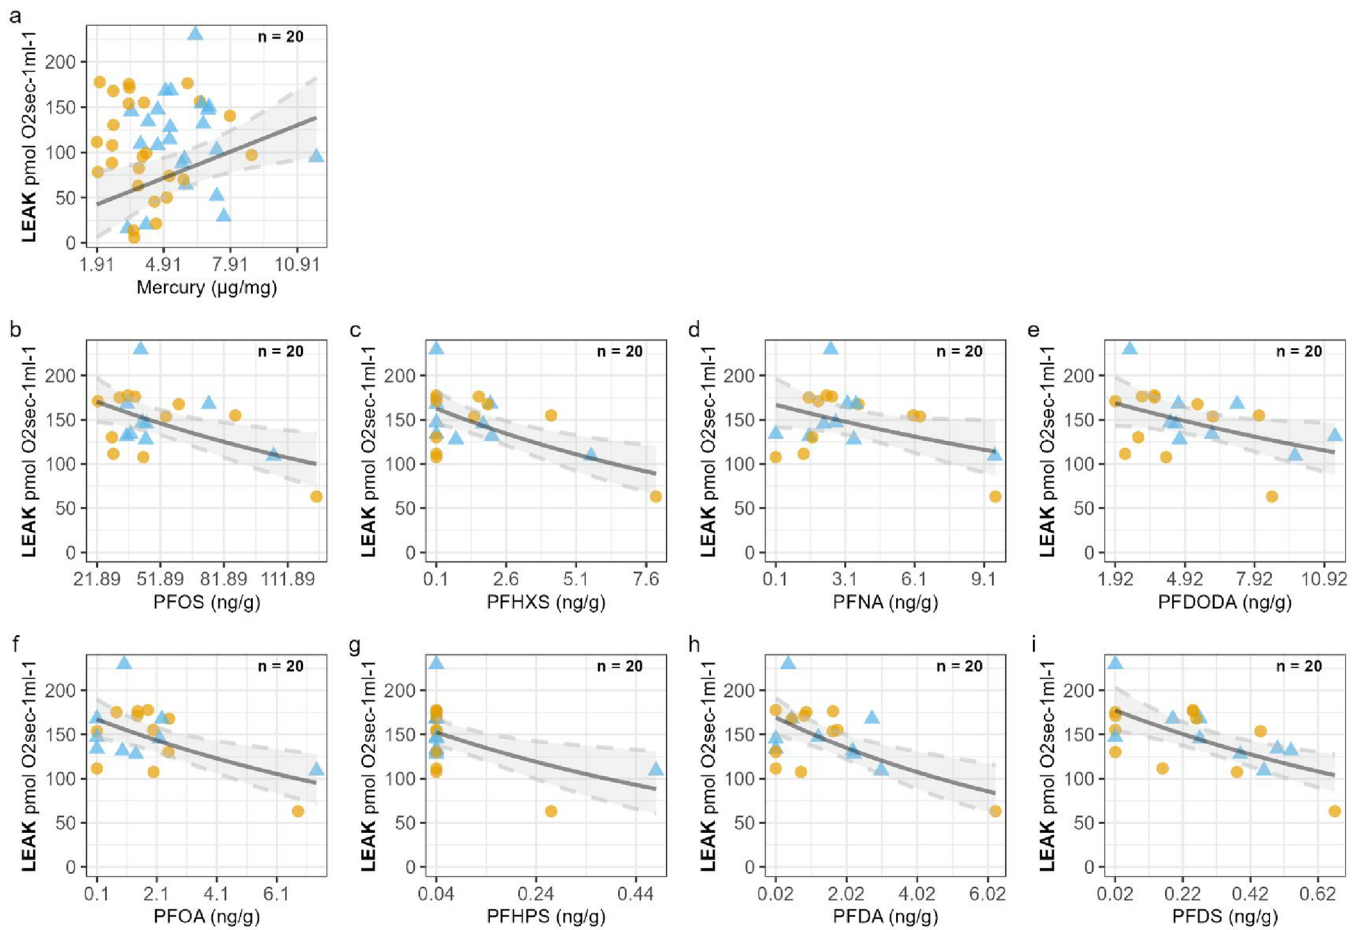 a
n = 20
200
150
100
50
0
LEAK pmol O2sec-1ml-1
1.91 4.91 7.91 10.91
Mercury (µg/mg)
b
n = 20
200
150
100
50
0
LEAK pmol O2sec-1ml-1
21.89 51.89 81.89 111.89
PFOS (ng/g)
c
n = 20
200
150
100
50
0
LEAK pmol O2sec-1ml-1
0.1 2.6 5.1 7.6
PFHXS (ng/g)
d
n = 20
200
150
100
50
0
LEAK pmol O2sec-1ml-1
0.1 3.1 6.1 9.1
PFNA (ng/g)
e
n = 20
200
150
100
50
0
LEAK pmol O2sec-1ml-1
1.92 4.92 7.92 10.92
PFDODA (ng/g)
f
n = 20
200
150
100
50
0
LEAK pmol O2sec-1ml-1
0.1 2.1 4.1 6.1
PFOA (ng/g)
g
n = 20
200
150
100
50
0
LEAK pmol O2sec-1ml-1
0.04 0.24 0.44
PFHPS (ng/g)
h
n = 20
200
150
100
50
0
LEAK pmol O2sec-1ml-1
0.02 2.02 4.02 6.02
PFDA (ng/g)
i
n = 20
200
150
100
50
0
LEAK pmol O2sec-1ml-1
0.02 0.22 0.42 0.62
PFDS (ng/g)